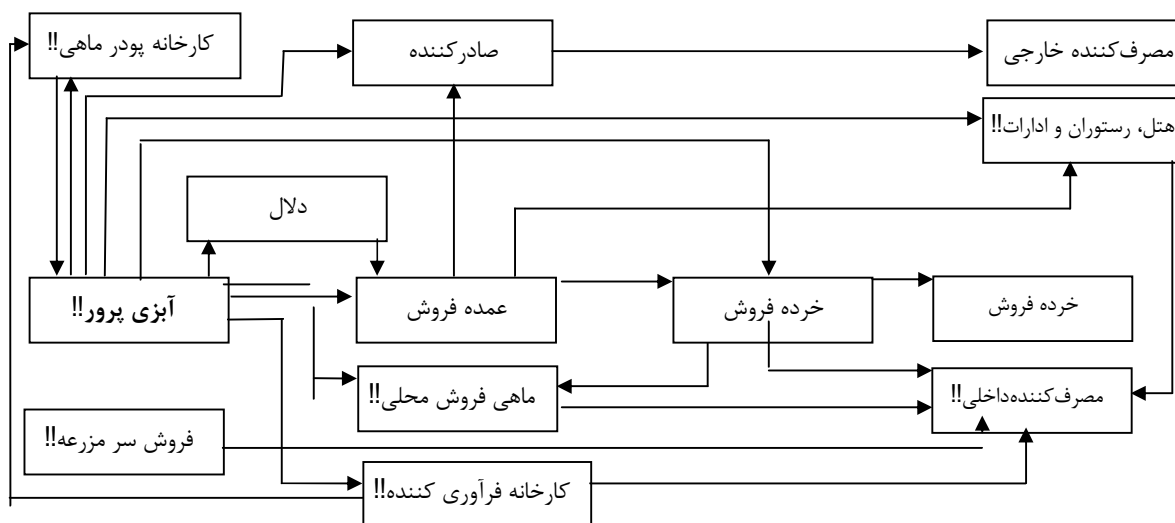 مصرف‌کننده خارجی
صادرکننده
کارخانه پودر ماهی!!
هتل، رستوران و ادارات!!
دلال
خرده فروش
خرده فروش
عمده فروش
آبزی پرور!!
مصرف‌کننده‌داخلی!!
ماهی فروش محلی!!
فروش سر مزرعه!!
کارخانه فرآوری کننده!!